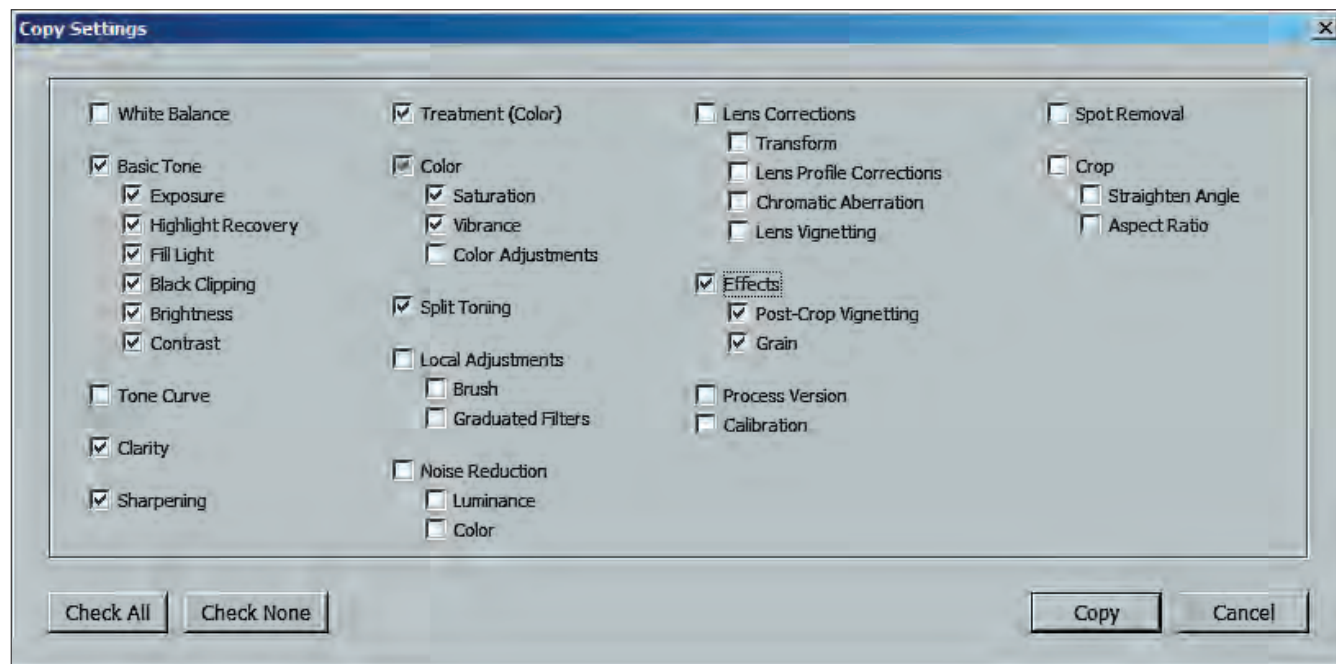 Copy Settings
White Balance
Basic Tone
Exposure
Highlight Recovery
Fill Light
Black Clipping
Brightness
Contrast
Tone Curve
Clarity
Sharpening
Treatment (Color)
Color
Saturation
Vibrance
Color Adjustments
Split Toning
Local Adjustments
Brush
Graduated Filters
Noise Reduction
Luminance
Color
Lens Corrections
Transform
Lens Profile Corrections
Chromatic Aberration
Lens Vignetting
Effects
Post-Crop Vignetting
Grain
Process Version
Calibration
Spot Removal
Crop
Straighten Angle
Aspect Ratio
Check All
Check None
Copy
Cancel